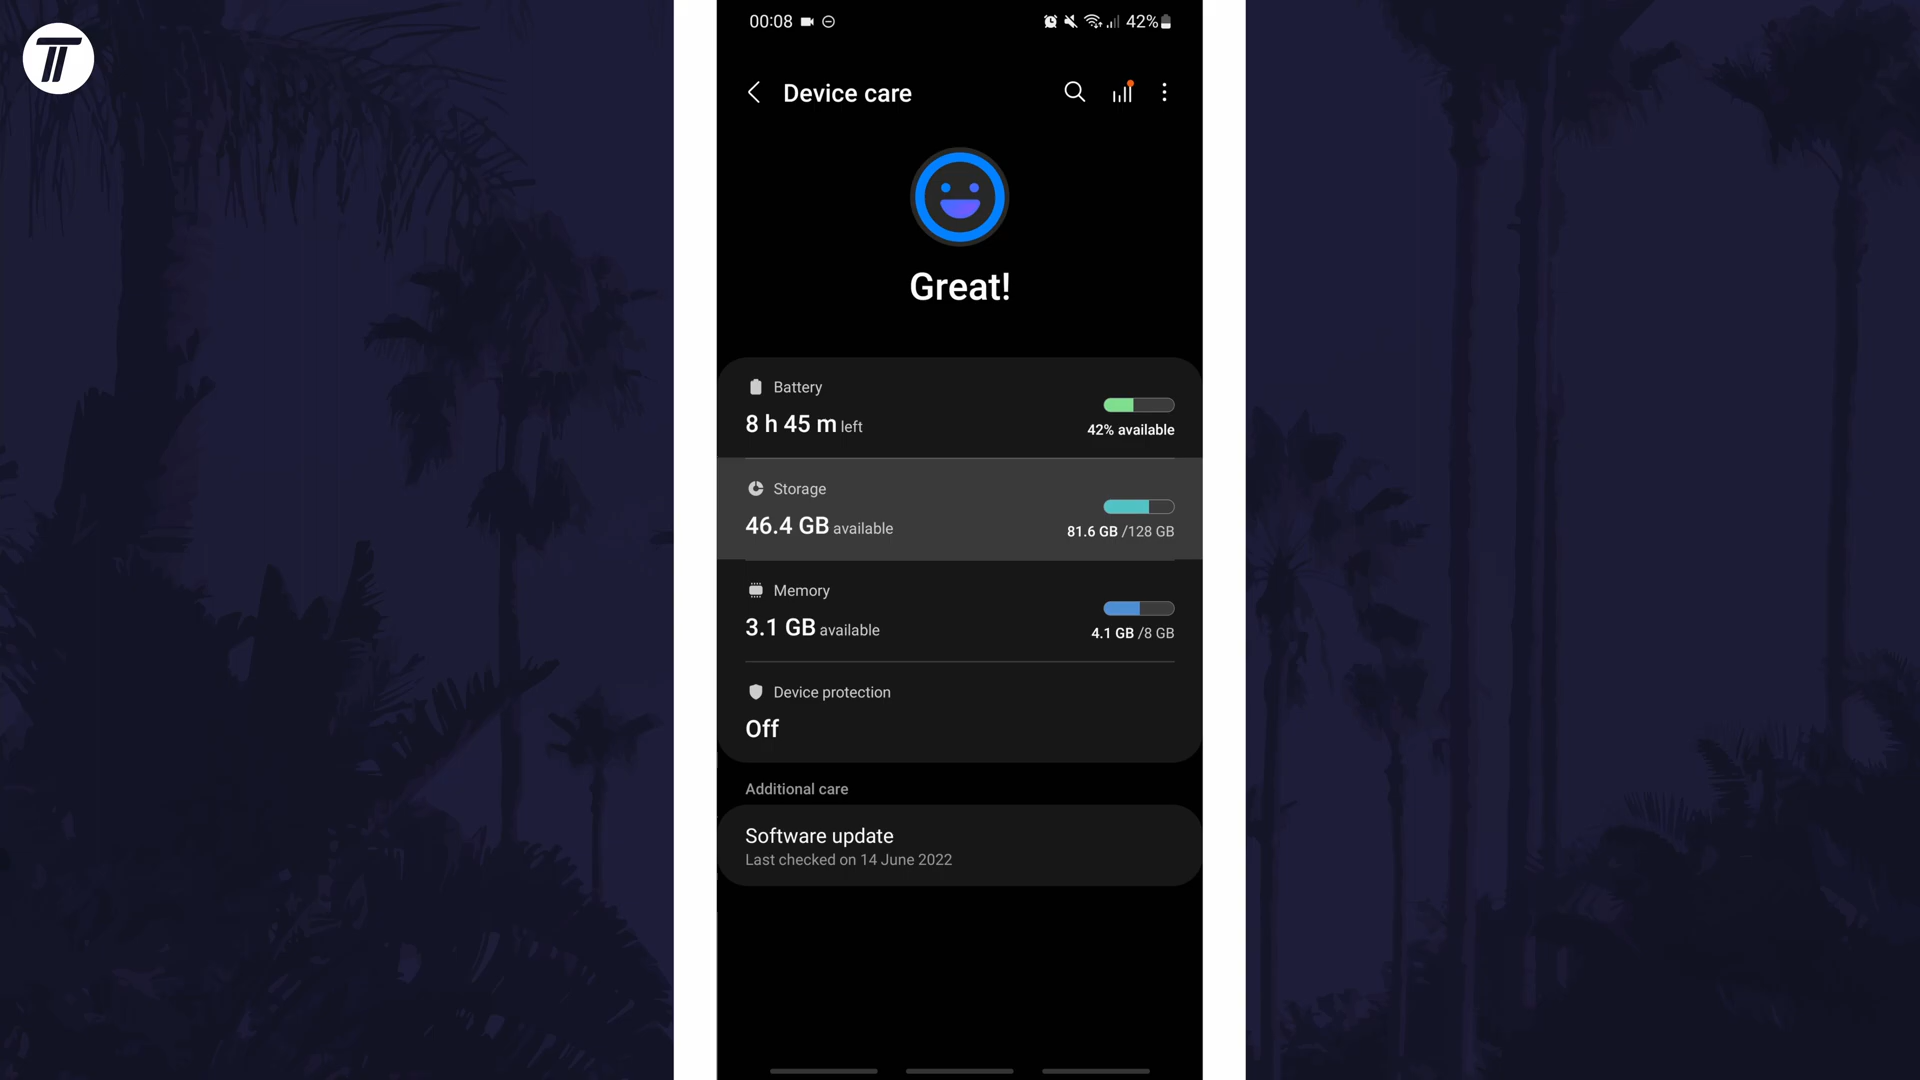 00:08
42%
Device care
Great!
Battery
8 h 45 m left
42% available
Storage
46.4 GB available
81.6 GB /128 GB
Memory
3.1 GB available
4.1 GB /8 GB
Device protection
Off
Additional care
Software update
Last checked on 14 June 2022